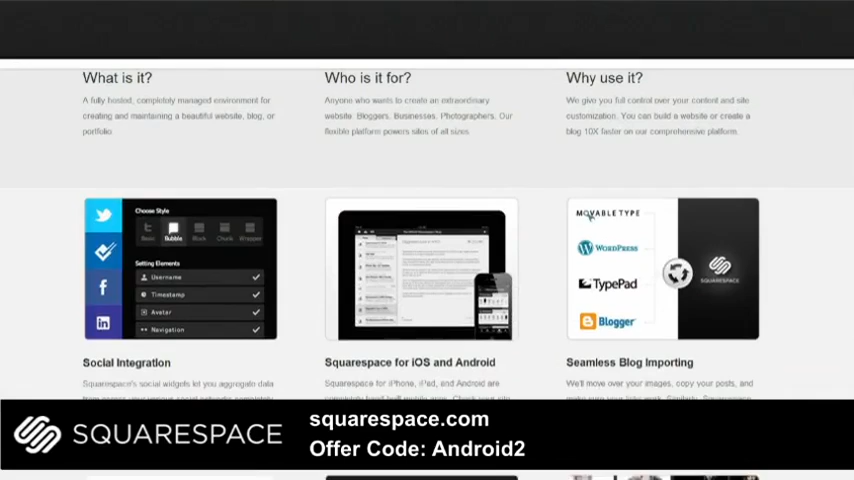 What is it?
A fully hosted, completely managed environment for
creating and maintaining a beautiful website, blog, or
portfolio.
Who is it for?
Anyone who wants to create an extraordinary
website. Bloggers. Businesses. Photographers. Our
flexible platform powers sites of all sizes.
Why use it?
We give you full control over your content and site
customization. You can build a website or create a
blog 10X faster on our comprehensive platform.
Choose Style
Basic Bubble Block Chunk Wrapper
Setting Elements
Username
Timestamp
Avatar
Navigation
MOVABLE TYPE
WORDPRESS
TypePad
Blogger
SQUARESPACE
Social Integration
Squarespace's social widgets let you aggregate data
Squarespace for iOS and Android
Squarespace for iPhone, iPad, and Android are
Seamless Blog Importing
We'll move over your images, copy your posts, and
SQUARESPACE
squarespace.com
Offer Code: Android2